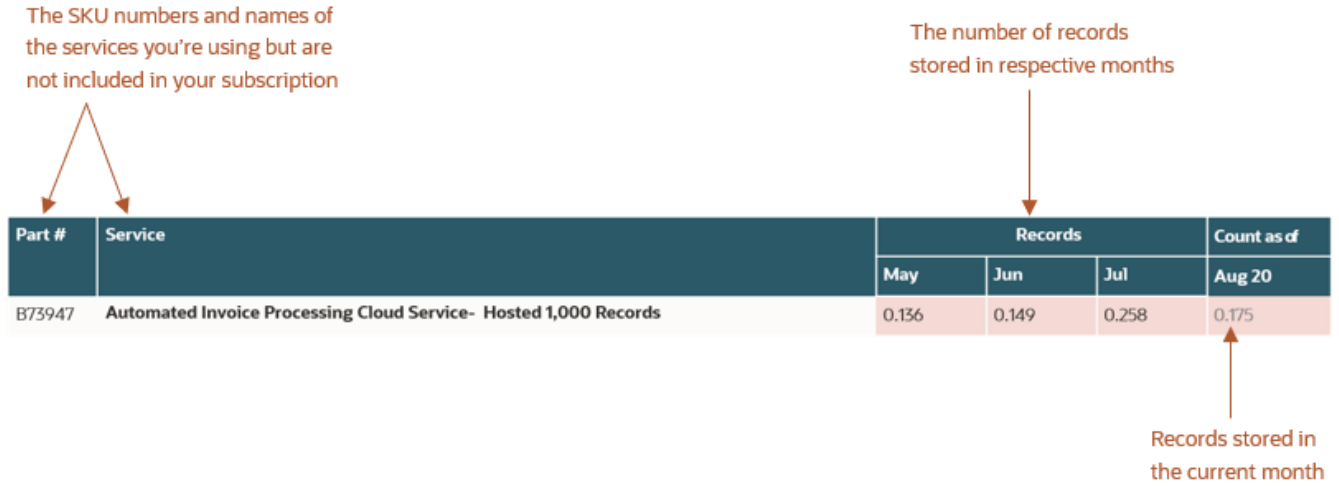 The SKU numbers and names of
the services you're using but are
not included in your subscription
The number of records
stored in respective months
Part # Service Records Count as of
May Jun Jul Aug 20
B73947 Automated Invoice Processing Cloud Service- Hosted 1,000 Records 0.136 0.149 0.258 0.175
Records stored in
the current month